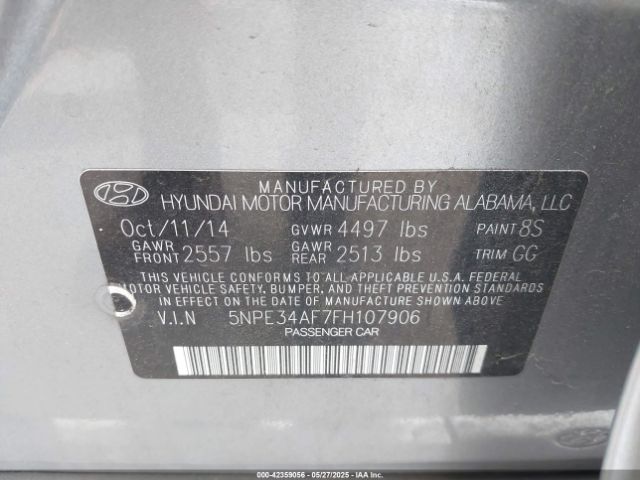 MANUFACTURED BY
HYUNDAI MOTOR MANUFACTURING ALABAMA, LLC
Oct/11/14 GVWR 4497 lbs PAINT 8S
GAWR FRONT 2557 lbs GAWR REAR 2513 lbs TRIM GG
THIS VEHICLE CONFORMS TO ALL APPLICABLE U.S.A. FEDERAL
MOTOR VEHICLE SAFETY, BUMPER, AND THEFT PREVENTION
STANDARDS IN EFFECT ON THE DATE OF MANUFACTURE SHOWN ABOVE.
V.I.N 5NPE34AF7FH107906
PASSENGER CAR
000-42359056 - 05/27/2025 - IAAI.COM